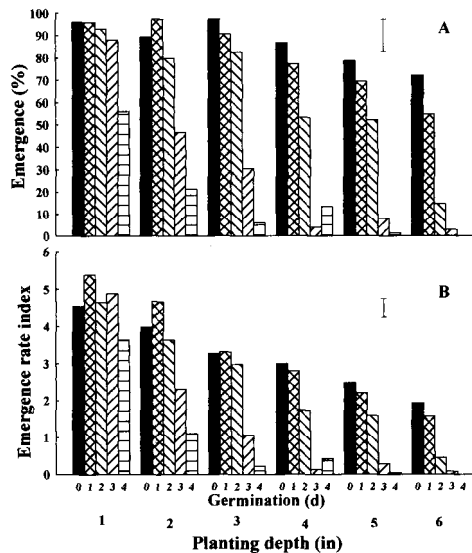 A
Emergence (%)
100
90
80
70
60
50
40
30
20
10
0
B
Emergence rate index
6
5
4
3
2
1
0
0 1 2 3 4 0 1 2 3 4 0 1 2 3 4 0 1 2 3 4 0 1 2 3 4 0 1 2 3 4
Germination (d)
1 2 3 4 5 6
Planting depth (in)